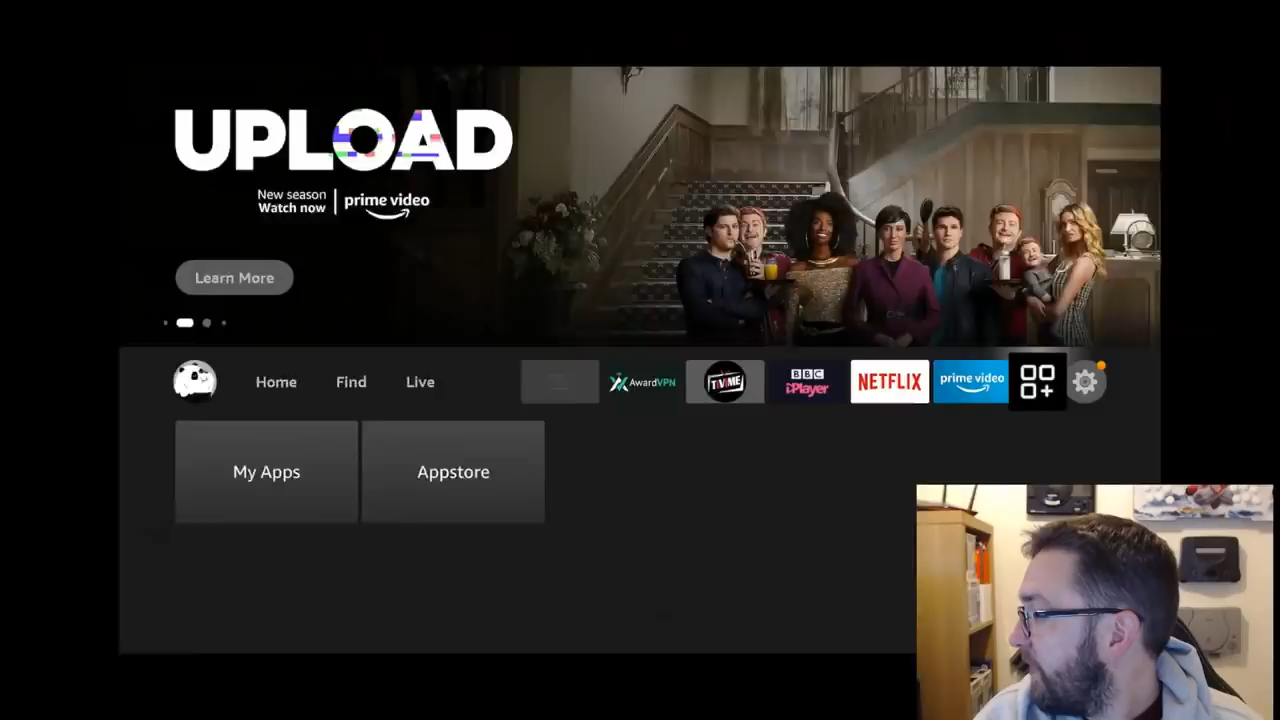 UPLOAD
New season
Watch now
prime video
Learn More
Home Find Live AwardVPN TIVIME BBC iPLAYER NETFLIX prime video
My Apps Appstore